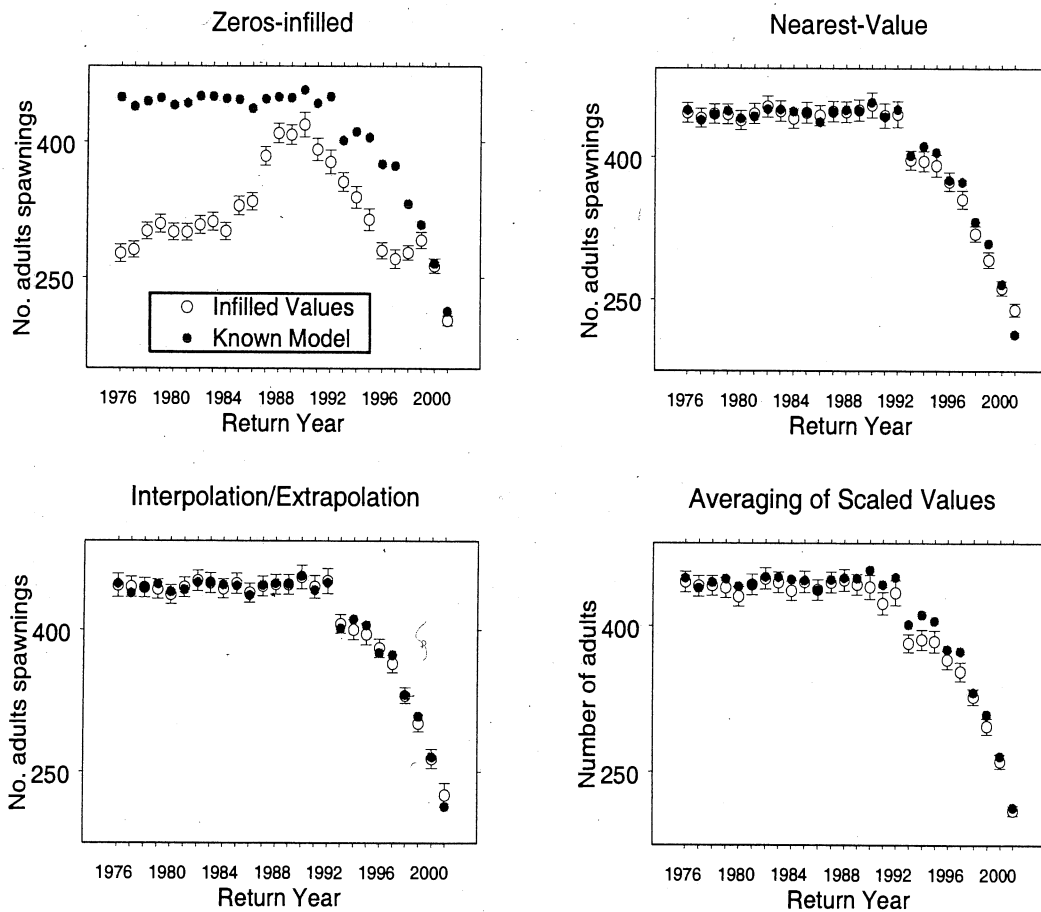 Zeros-infilled
No. adults spawnings
400
250
Infilled Values
Known Model
1976 1980 1984 1988 1992 1996 2000
Return Year
Nearest-Value
No. adults spawnings
400
250
1976 1980 1984 1988 1992 1996 2000
Return Year
Interpolation/Extrapolation
No. adults spawnings
400
250
1976 1980 1984 1988 1992 1996 2000
Return Year
Averaging of Scaled Values
Number of adults
400
250
1976 1980 1984 1988 1992 1996 2000
Return Year